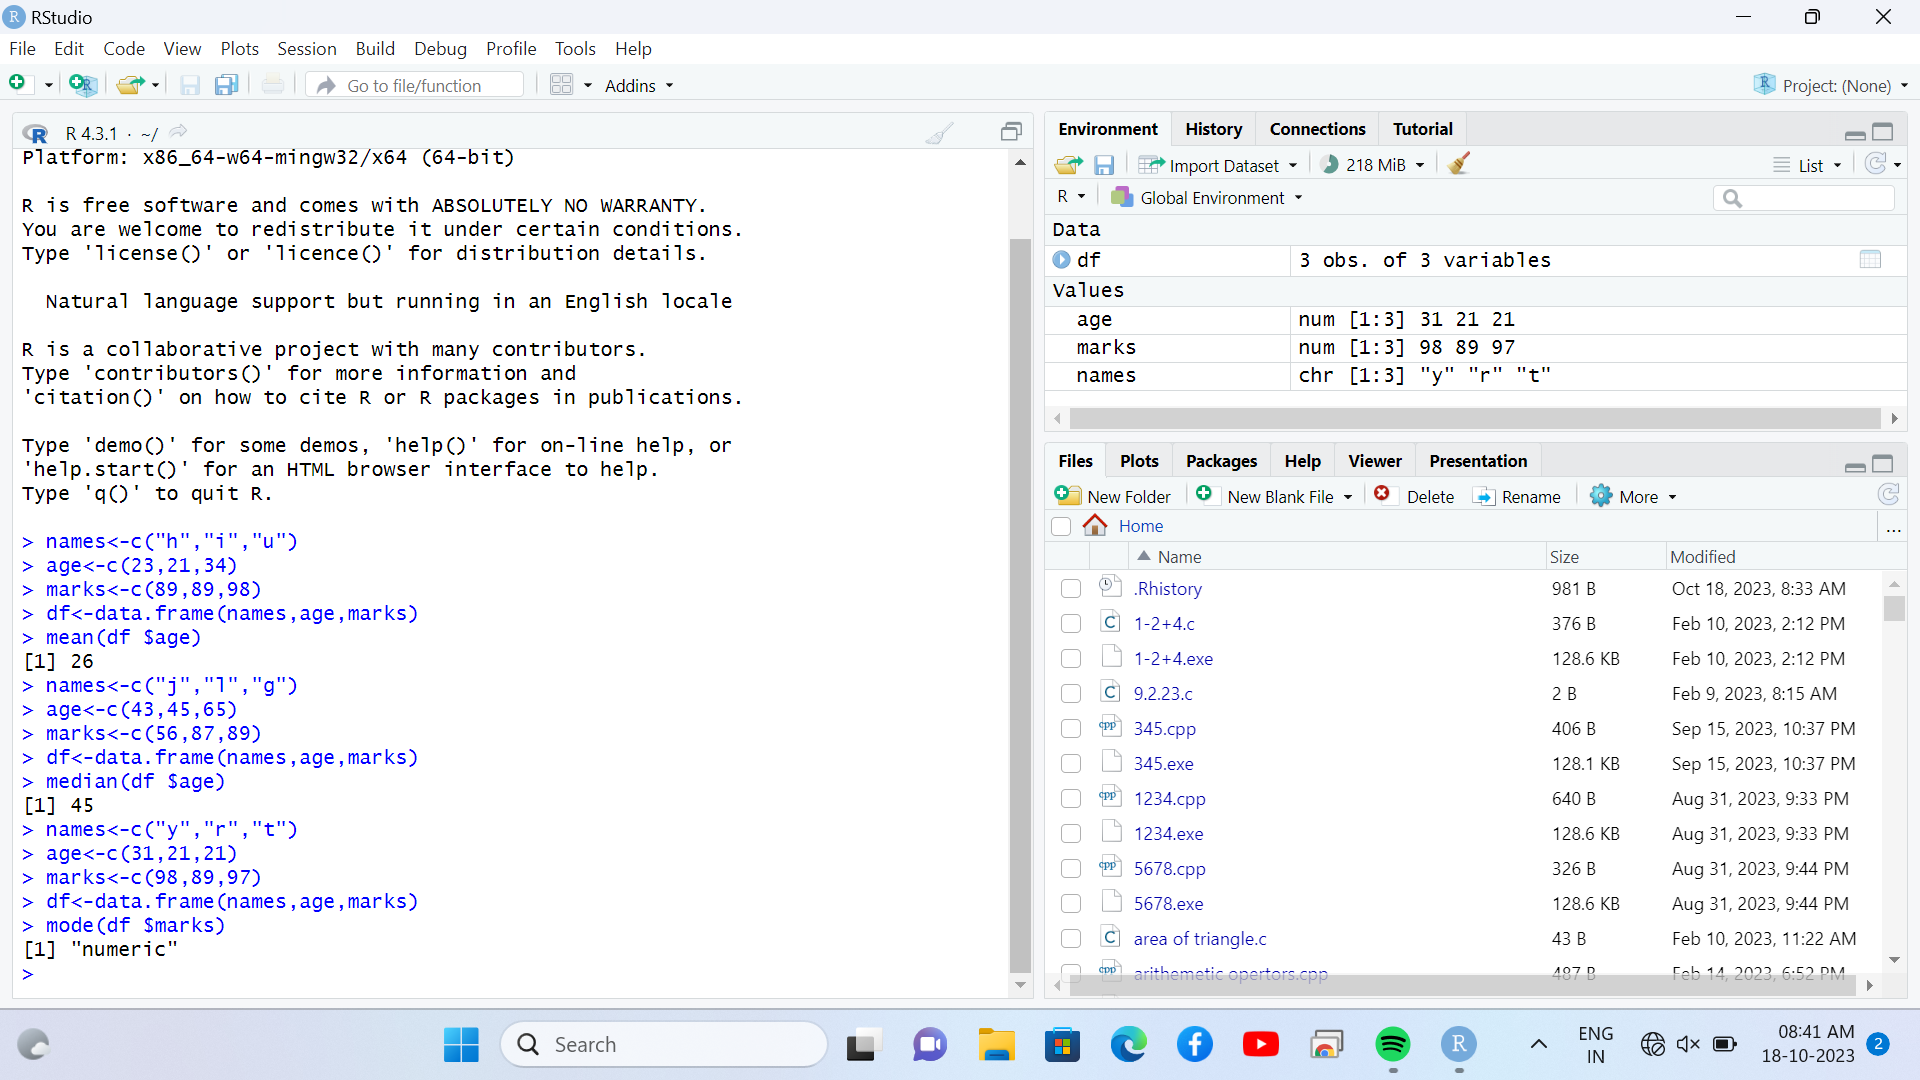 RStudio
File Edit Code View Plots Session Build Debug Profile Tools Help
Go to file/function Addins Project: (None)
R 4.3.1 · ~/
Platform: x86_64-w64-mingw32/x64 (64-bit)
R is free software and comes with ABSOLUTELY NO WARRANTY.
You are welcome to redistribute it under certain conditions.
Type 'license()' or 'licence()' for distribution details.
Natural language support but running in an English locale
R is a collaborative project with many contributors.
Type 'contributors()' for more information and
'citation()' on how to cite R or R packages in publications.
Type 'demo()' for some demos, 'help()' for on-line help, or
'help.start()' for an HTML browser interface to help.
Type 'q()' to quit R.
> names<-c("h","i","u")
> age<-c(23,21,34)
> marks<-c(89,89,98)
> df<-data.frame(names,age,marks)
> mean(df $age)
[1] 26
> names<-c("j","l","g")
> age<-c(43,45,65)
> marks<-c(56,87,89)
> df<-data.frame(names,age,marks)
> median(df $age)
[1] 45
> names<-c("y","r","t")
> age<-c(31,21,21)
> marks<-c(98,89,97)
> df<-data.frame(names,age,marks)
> mode(df $marks)
[1] "numeric"
>
Environment History Connections Tutorial
Import Dataset 218 MiB List
R Global Environment
Data
df 3 obs. of 3 variables
Values
age num [1:3] 31 21 21
marks num [1:3] 98 89 97
names chr [1:3] "y" "r" "t"
Files Plots Packages Help Viewer Presentation
New Folder New Blank File Delete Rename More
Home ...
Name Size Modified
.Rhistory 981 B Oct 18, 2023, 8:33 AM
1-2+4.c 376 B Feb 10, 2023, 2:12 PM
1-2+4.exe 128.6 KB Feb 10, 2023, 2:12 PM
9.2.23.c 2 B Feb 9, 2023, 8:15 AM
345.cpp 406 B Sep 15, 2023, 10:37 PM
345.exe 128.1 KB Sep 15, 2023, 10:37 PM
1234.cpp 640 B Aug 31, 2023, 9:33 PM
1234.exe 128.6 KB Aug 31, 2023, 9:33 PM
5678.cpp 326 B Aug 31, 2023, 9:44 PM
5678.exe 128.6 KB Aug 31, 2023, 9:44 PM
area of triangle.c 43 B Feb 10, 2023, 11:22 AM
arithemetic opertors.cpp 487 B Feb 14, 2023, 6:52 PM
Search
ENG
IN
08:41 AM
18-10-2023
2